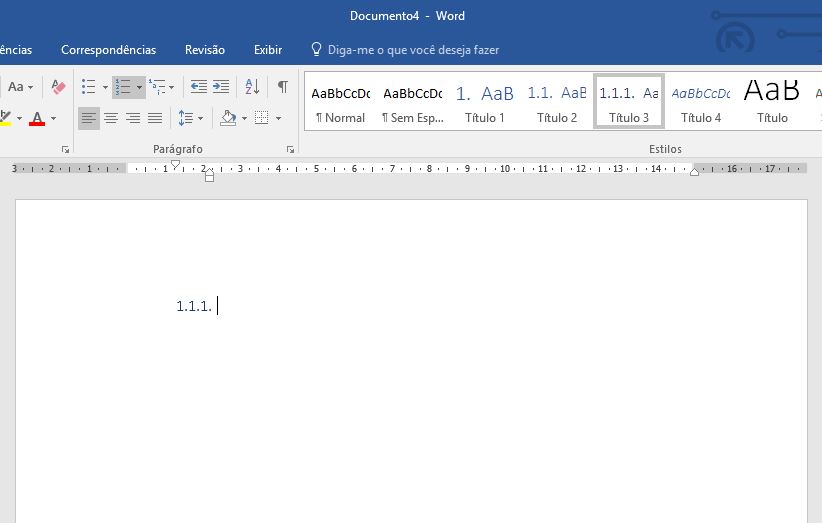 Documento4 - Word
ências Correspondências Revisão Exibir Diga-me o que você deseja fazer
Aa
AaBbCcDc AaBbCcDc 1. AaB 1.1. AaB 1.1.1. Aa AaBbCcDc AaB
¶ Normal ¶ Sem Esp... Título 1 Título 2 Título 3 Título 4 Título
Parágrafo Estilos
3 2 1 1 2 3 4 5 6 7 8 9 10 11 12 13 14 16 17
1.1.1.